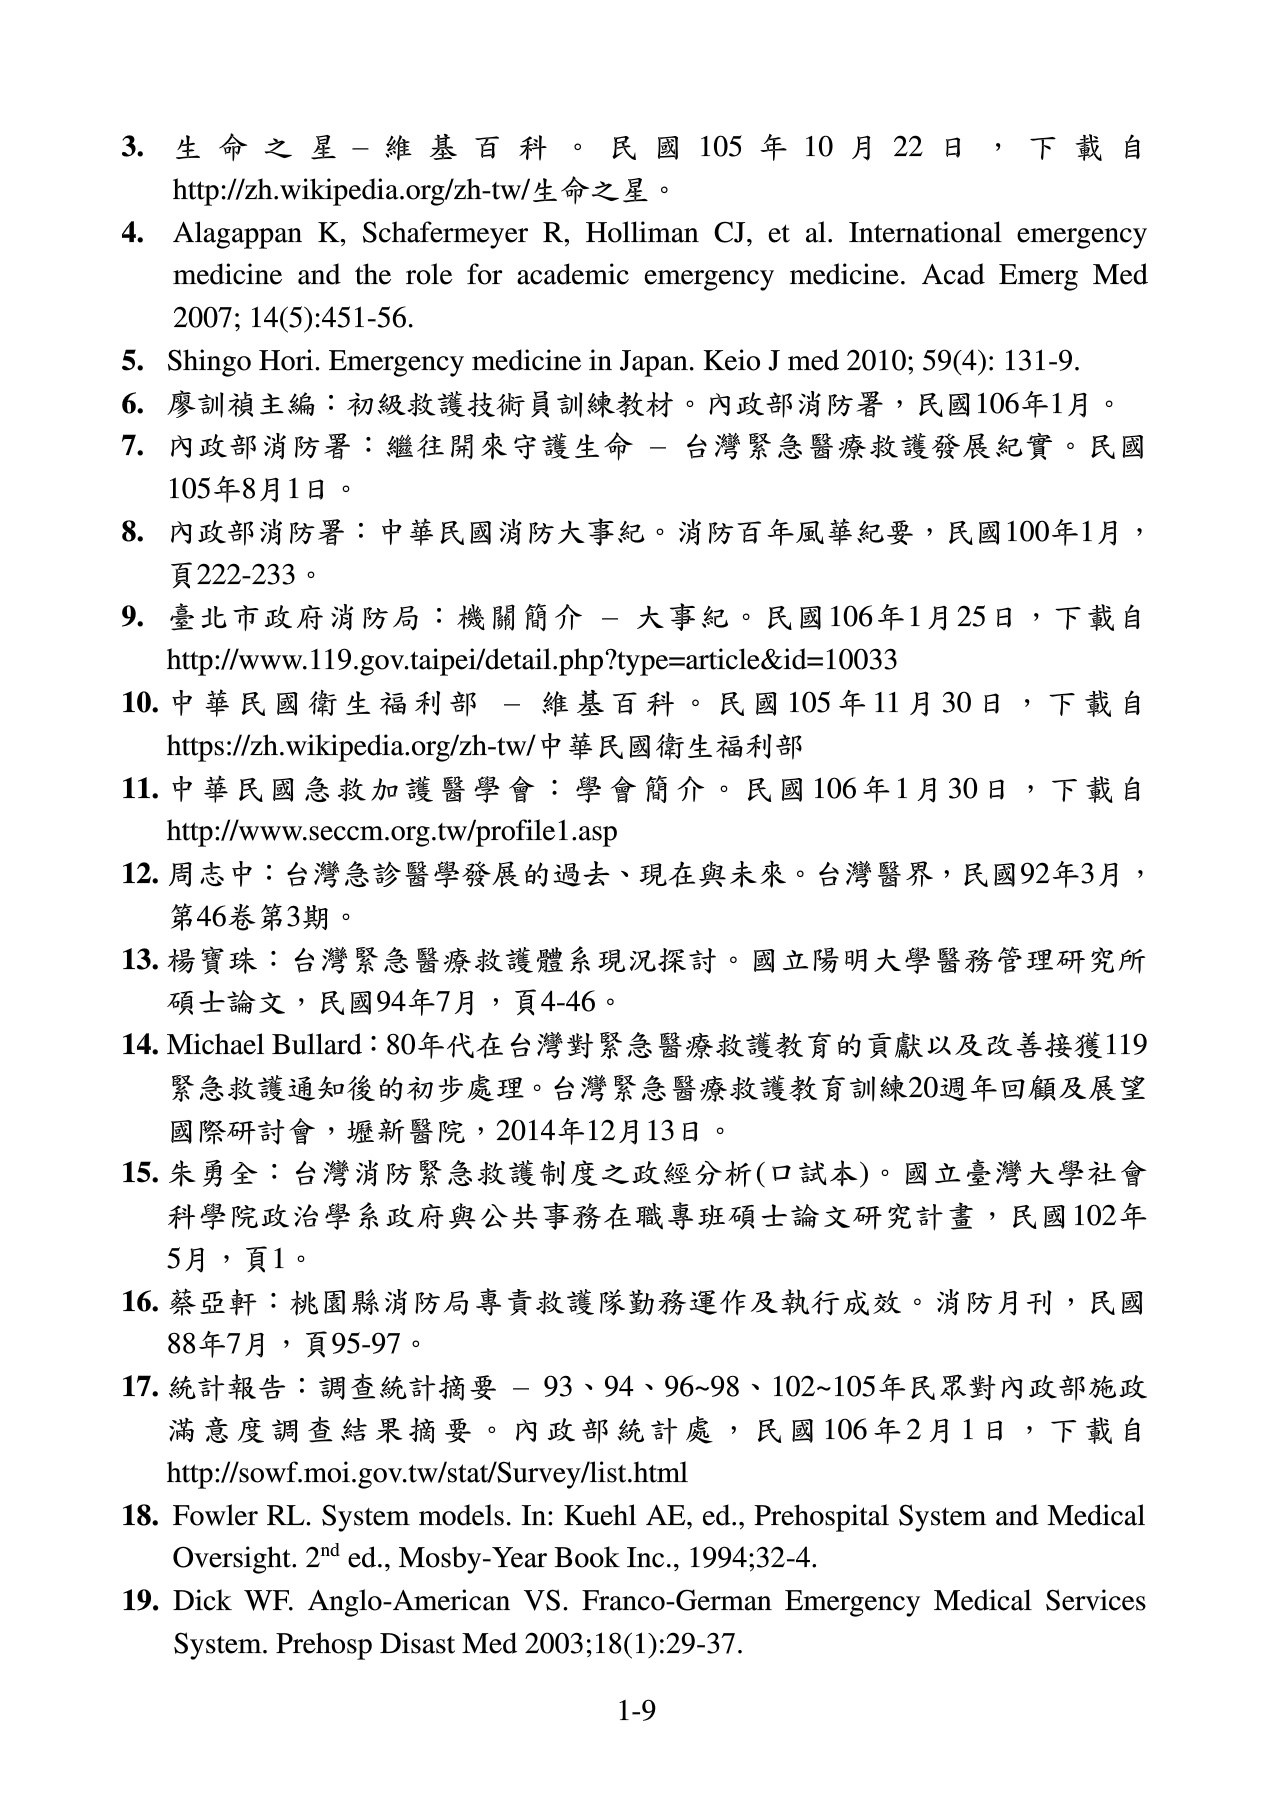 3. 生命之星–維基百科。民國105年10月22日，下載自
http://zh.wikipedia.org/zh-tw/生命之星。
4. Alagappan K, Schafermeyer R, Holliman CJ, et al. International emergency
medicine and the role for academic emergency medicine. Acad Emerg Med
2007; 14(5):451-56.
5. Shingo Hori. Emergency medicine in Japan. Keio J med 2010; 59(4): 131-9.
6. 廖訓禎主編：初級救護技術員訓練教材。內政部消防署，民國106年1月。
7. 內政部消防署：繼往開來守護生命 – 台灣緊急醫療救護發展紀實。民國
105年8月1日。
8. 內政部消防署：中華民國消防大事紀。消防百年風華紀要，民國100年1月，
頁222-233。
9. 臺北市政府消防局：機關簡介 – 大事紀。民國106年1月25日，下載自
http://www.119.gov.taipei/detail.php?type=article&id=10033
10. 中華民國衛生福利部 – 維基百科。民國105年11月30日，下載自
https://zh.wikipedia.org/zh-tw/中華民國衛生福利部
11. 中華民國急救加護醫學會：學會簡介。民國106年1月30日，下載自
http://www.seccm.org.tw/profile1.asp
12. 周志中：台灣急診醫學發展的過去、現在與未來。台灣醫界，民國92年3月，
第46卷第3期。
13. 楊寶珠：台灣緊急醫療救護體系現況探討。國立陽明大學醫務管理研究所
碩士論文，民國94年7月，頁4-46。
14. Michael Bullard：80年代在台灣對緊急醫療救護教育的貢獻以及改善接獲119
緊急救護通知後的初步處理。台灣緊急醫療救護教育訓練20週年回顧及展望
國際研討會，壢新醫院，2014年12月13日。
15. 朱勇全：台灣消防緊急救護制度之政經分析(口試本)。國立臺灣大學社會
科學院政治學系政府與公共事務在職專班碩士論文研究計畫，民國102年
5月，頁1。
16. 蔡亞軒：桃園縣消防局專責救護隊勤務運作及執行成效。消防月刊，民國
88年7月，頁95-97。
17. 統計報告：調查統計摘要 – 93、94、96~98、102~105年民眾對內政部施政
滿意度調查結果摘要。內政部統計處，民國106年2月1日，下載自
http://sowf.moi.gov.tw/stat/Survey/list.html
18. Fowler RL. System models. In: Kuehl AE, ed., Prehospital System and Medical
Oversight. 2nd ed., Mosby-Year Book Inc., 1994;32-4.
19. Dick WF. Anglo-American VS. Franco-German Emergency Medical Services
System. Prehosp Disast Med 2003;18(1):29-37.
1-9